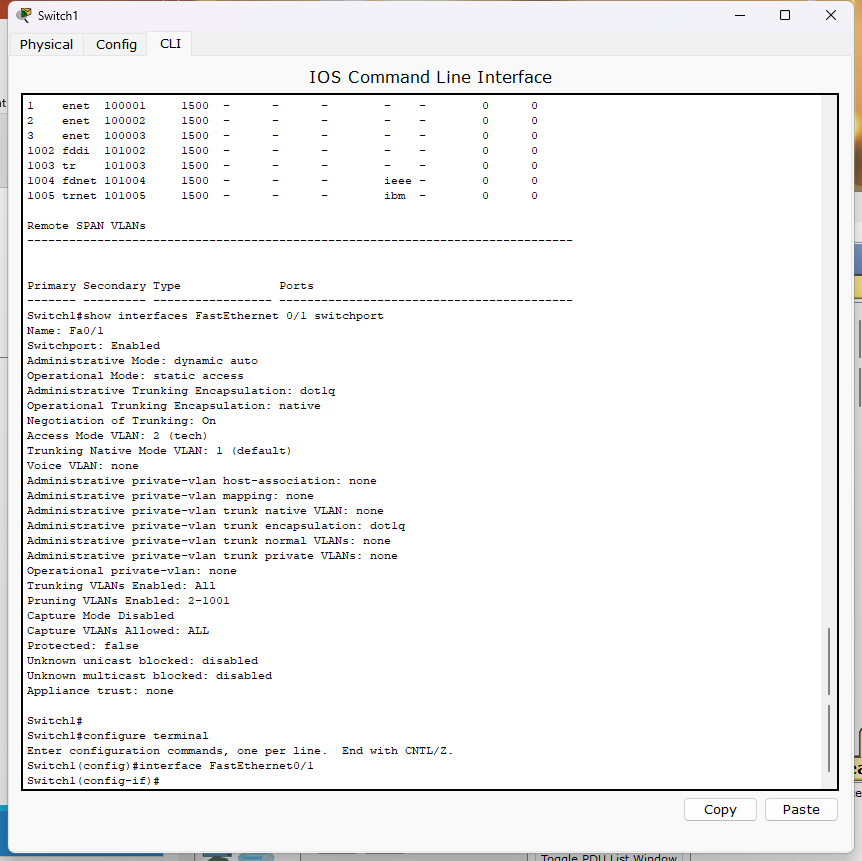 Switch1
Physical Config CLI
IOS Command Line Interface
1    enet  100001     1500  -      -      -        -    -        0      0
2    enet  100002     1500  -      -      -        -    -        0      0
3    enet  100003     1500  -      -      -        -    -        0      0
1002 fddi  101002     1500  -      -      -        -    -        0      0
1003 tr    101003     1500  -      -      -        -    -        0      0
1004 fdnet 101004     1500  -      -      -        ieee -        0      0
1005 trnet 101005     1500  -      -      -        ibm  -        0      0
Remote SPAN VLANs
------------------------------------------------------------------------------
Primary Secondary Type              Ports
------- --------- ----------------- ------------------------------------------
Switch1#show interfaces FastEthernet 0/1 switchport
Name: Fa0/1
Switchport: Enabled
Administrative Mode: dynamic auto
Operational Mode: static access
Administrative Trunking Encapsulation: dot1q
Operational Trunking Encapsulation: native
Negotiation of Trunking: On
Access Mode VLAN: 2 (tech)
Trunking Native Mode VLAN: 1 (default)
Voice VLAN: none
Administrative private-vlan host-association: none
Administrative private-vlan mapping: none
Administrative private-vlan trunk native VLAN: none
Administrative private-vlan trunk encapsulation: dot1q
Administrative private-vlan trunk normal VLANs: none
Administrative private-vlan trunk private VLANs: none
Operational private-vlan: none
Trunking VLANs Enabled: All
Pruning VLANs Enabled: 2-1001
Capture Mode Disabled
Capture VLANs Allowed: ALL
Protected: false
Unknown unicast blocked: disabled
Unknown multicast blocked: disabled
Appliance trust: none
Switch1#
Switch1#configure terminal
Enter configuration commands, one per line.  End with CNTL/Z.
Switch1(config)#interface FastEthernet0/1
Switch1(config-if)#
Copy Paste
Toggle PDU List Window